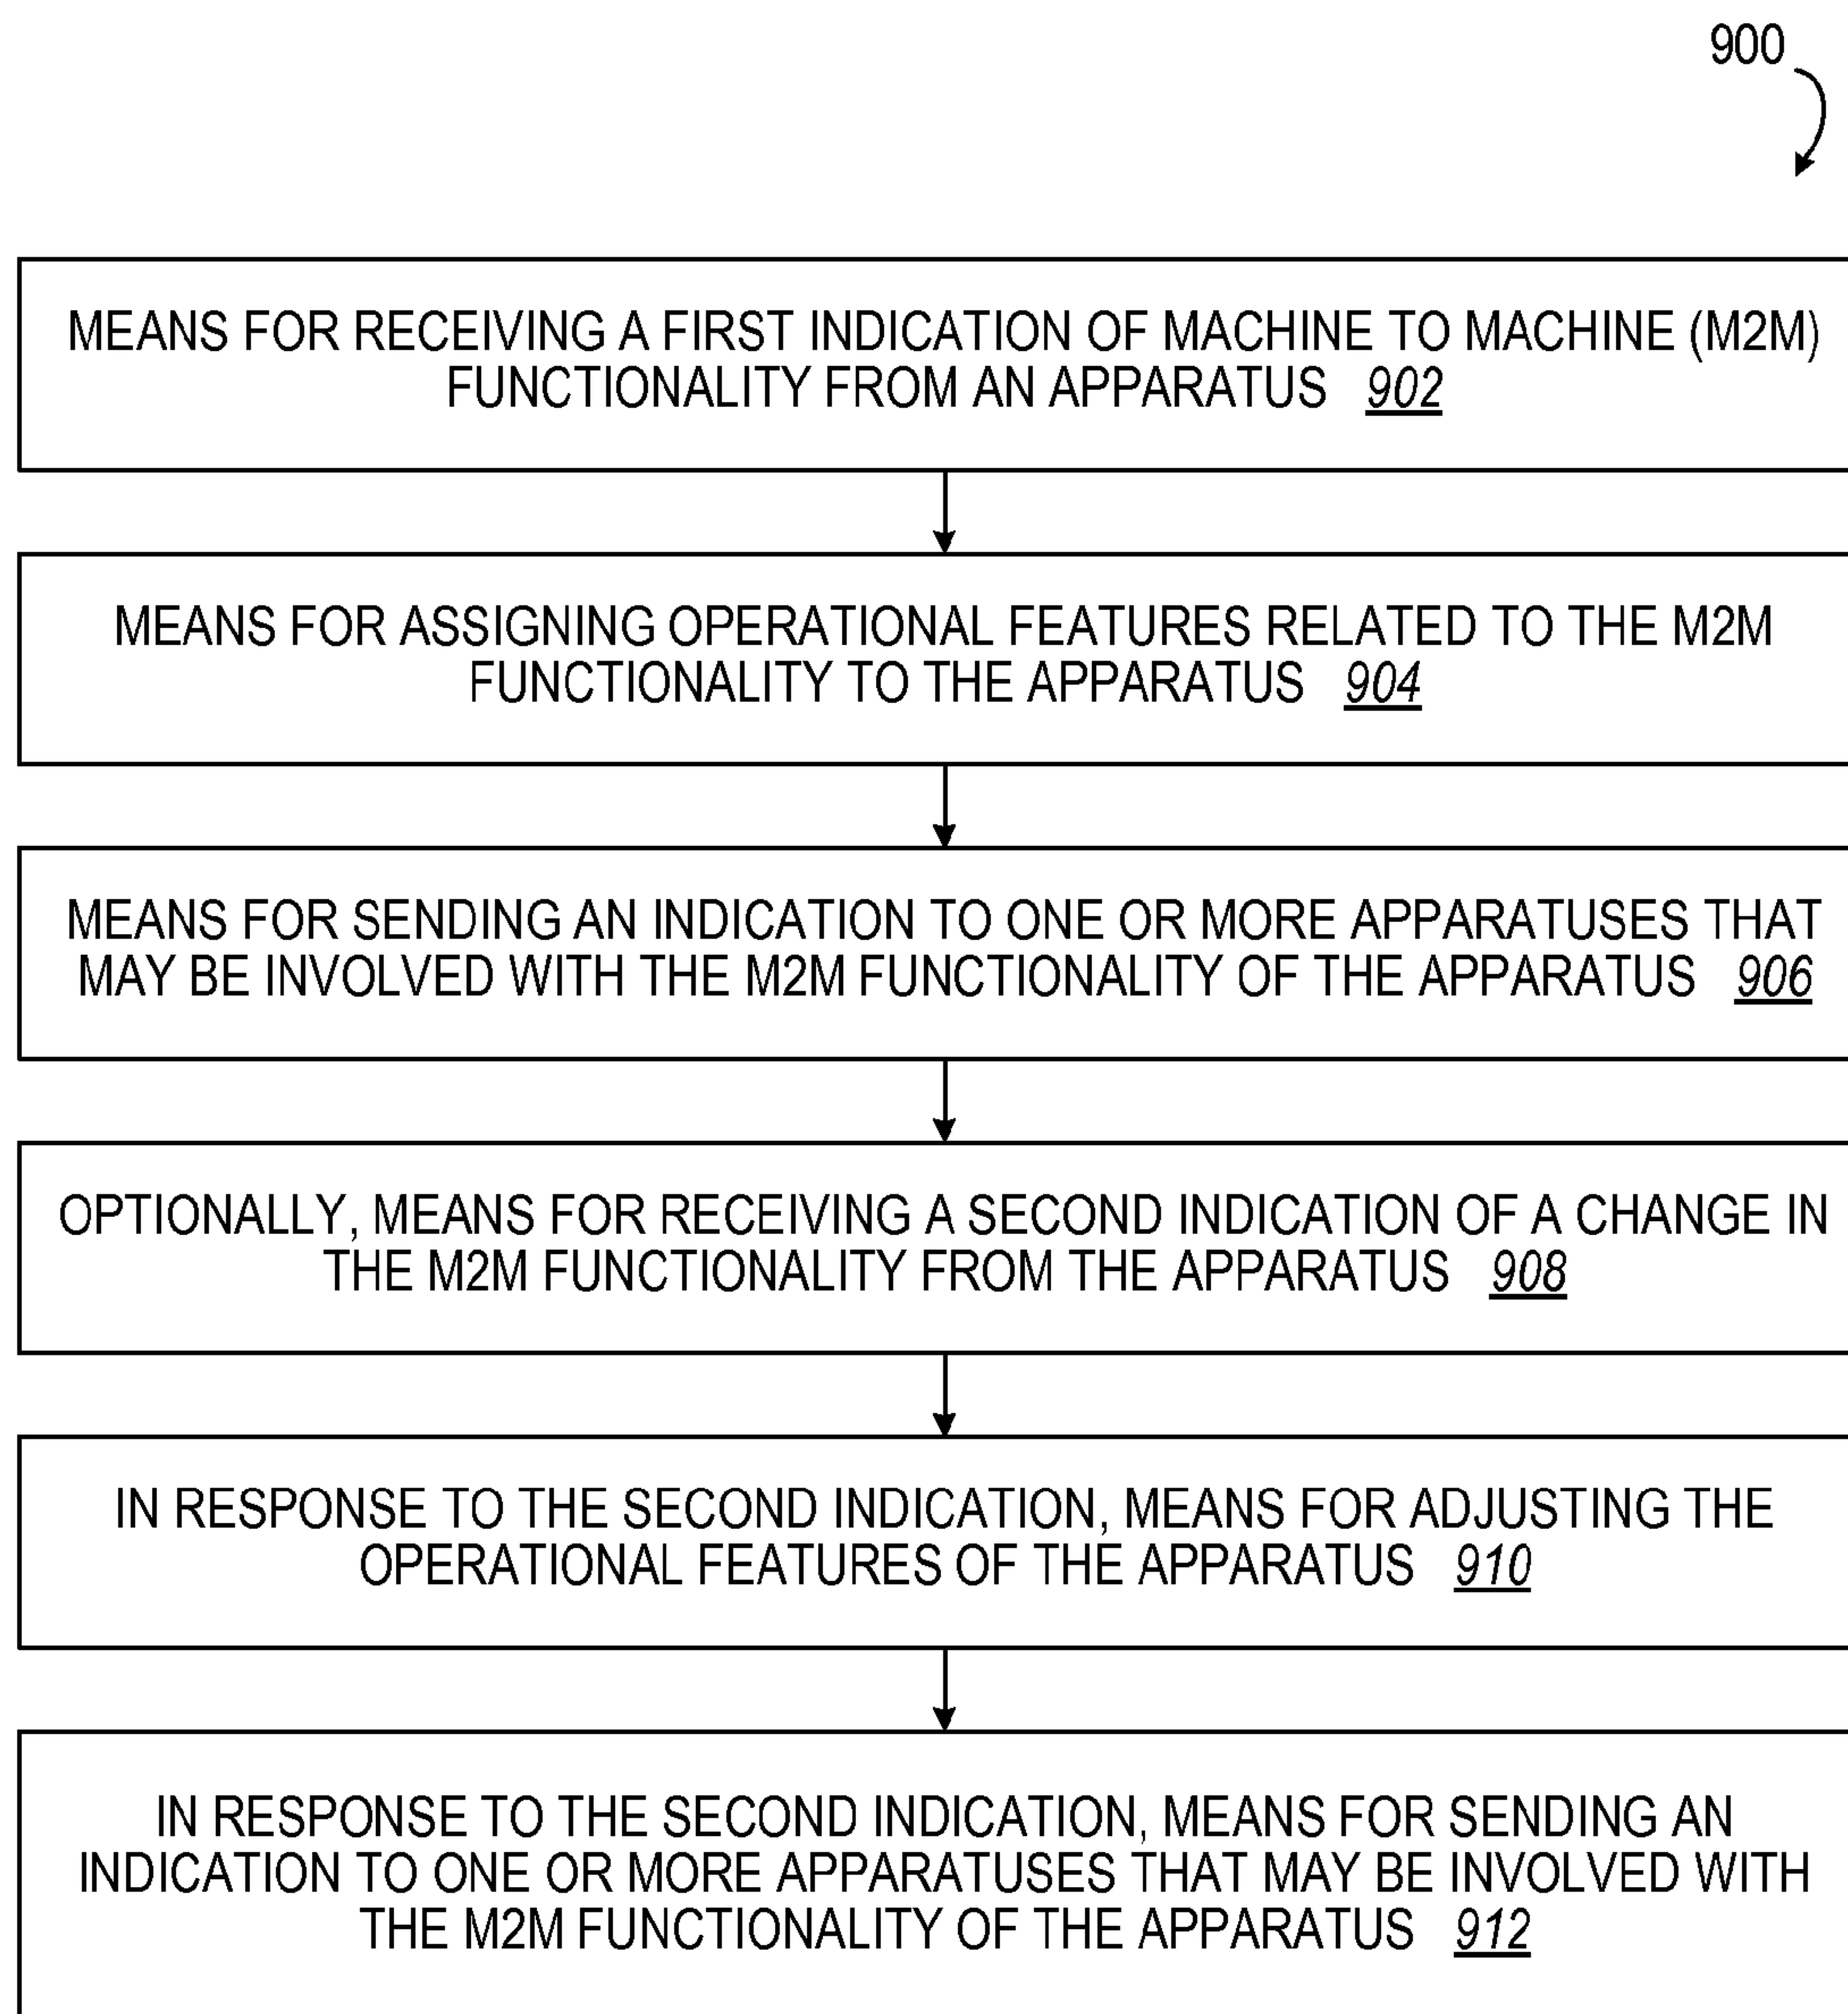 900
MEANS FOR RECEIVING A FIRST INDICATION OF MACHINE TO MACHINE (M2M)
FUNCTIONALITY FROM AN APPARATUS 902
MEANS FOR ASSIGNING OPERATIONAL FEATURES RELATED TO THE M2M
FUNCTIONALITY TO THE APPARATUS 904
MEANS FOR SENDING AN INDICATION TO ONE OR MORE APPARATUSES THAT
MAY BE INVOLVED WITH THE M2M FUNCTIONALITY OF THE APPARATUS 906
OPTIONALLY, MEANS FOR RECEIVING A SECOND INDICATION OF A CHANGE IN
THE M2M FUNCTIONALITY FROM THE APPARATUS 908
IN RESPONSE TO THE SECOND INDICATION, MEANS FOR ADJUSTING THE
OPERATIONAL FEATURES OF THE APPARATUS 910
IN RESPONSE TO THE SECOND INDICATION, MEANS FOR SENDING AN
INDICATION TO ONE OR MORE APPARATUSES THAT MAY BE INVOLVED WITH
THE M2M FUNCTIONALITY OF THE APPARATUS 912